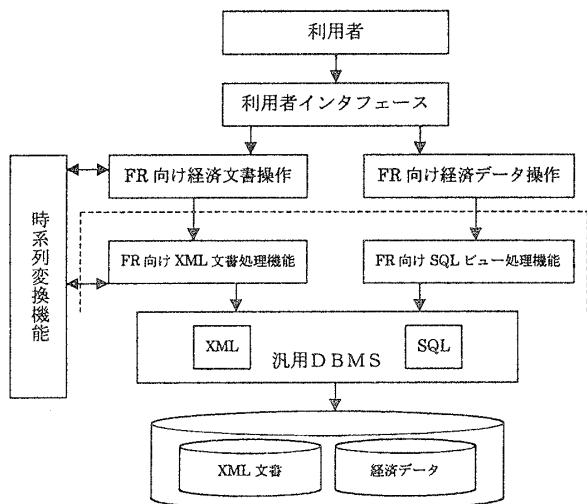 利用者
利用者インタフェース
FR 向け経済文書操作
FR 向け経済データ操作
時系列変換機能
FR 向け XML 文書処理機能
FR 向け SQL ビュー処理機能
XML
SQL
汎用DBMS
XML 文書
経済データ